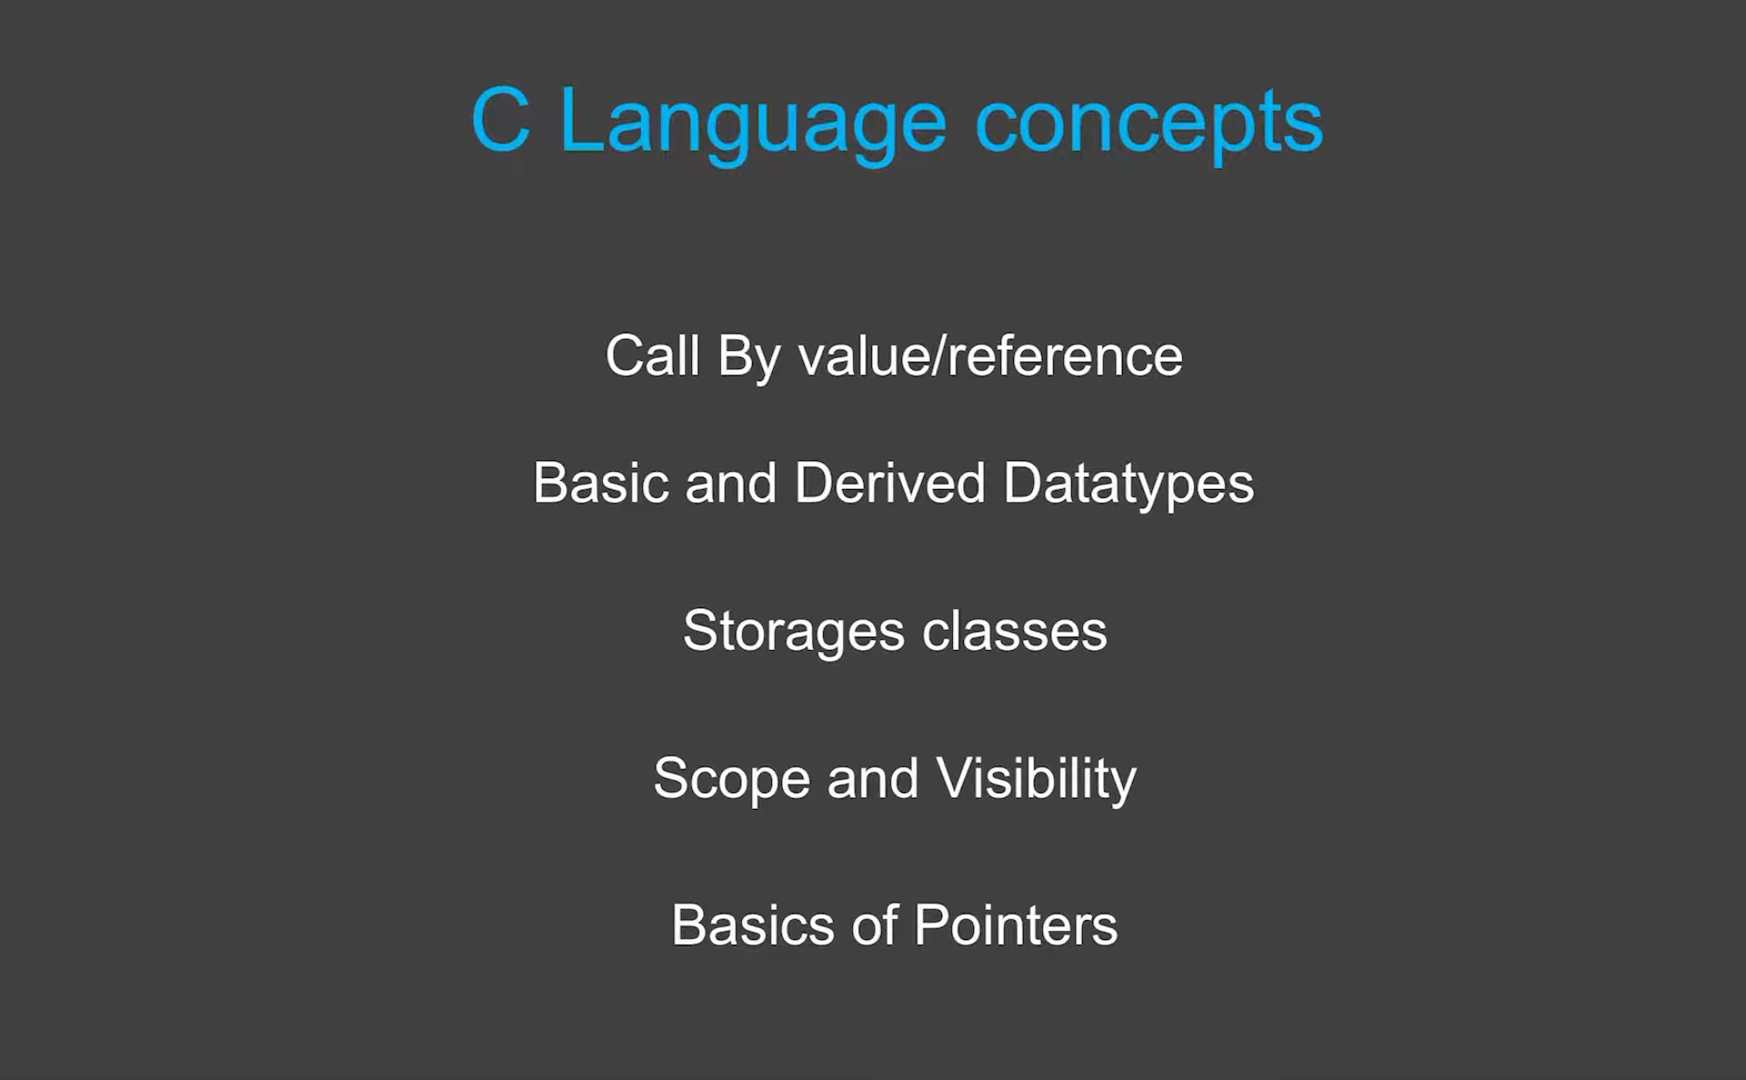 C Language concepts
Call By value/reference
Basic and Derived Datatypes
Storages classes
Scope and Visibility
Basics of Pointers